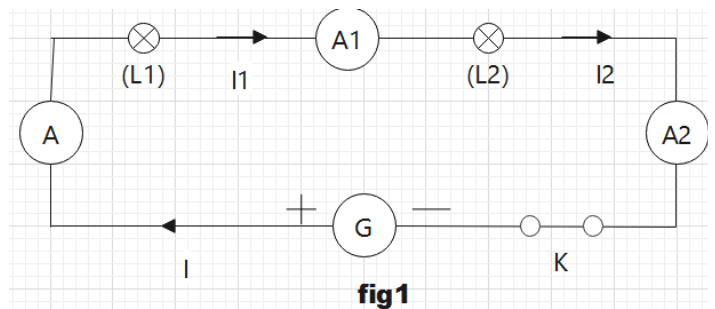 A1
(L1)
I1
(L2)
I2
A
A2
+
G
—
I
K
fig1